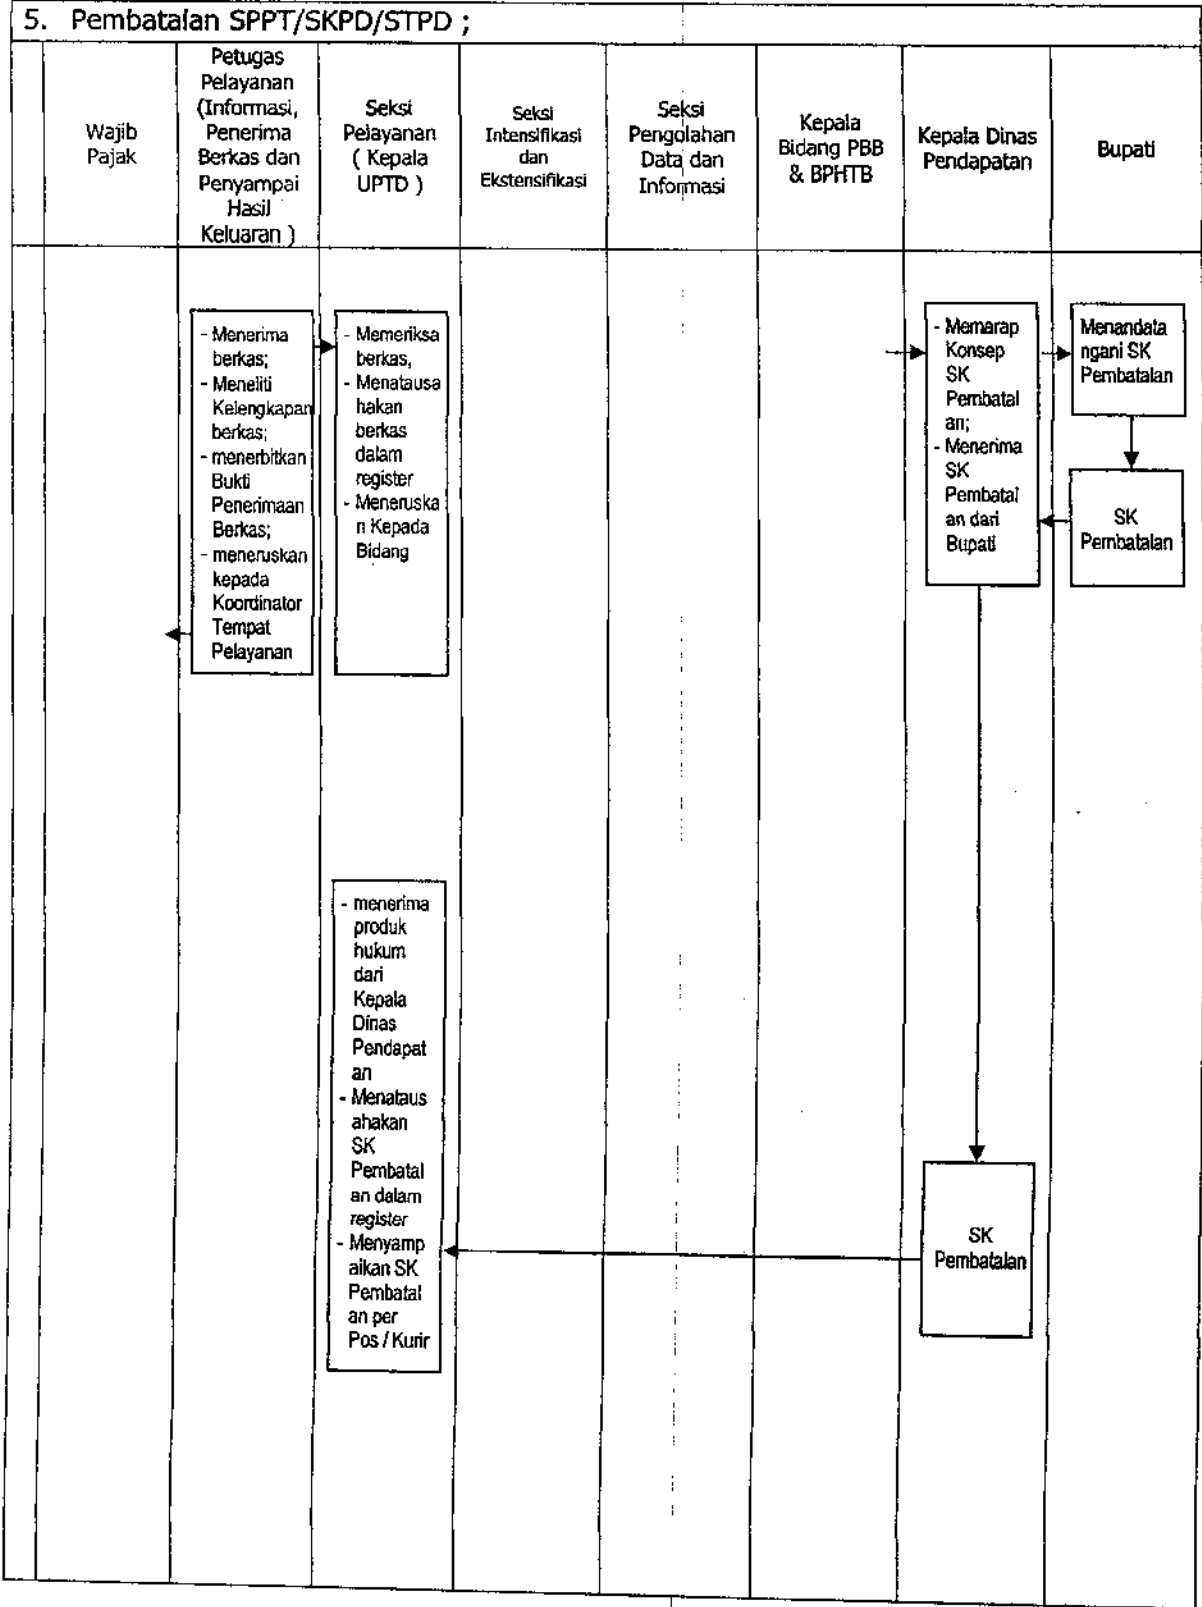 5. Pembatalan SPPT/SKPD/STPD ;
Wajib
Pajak
Petugas
Pelayanan
(Informasi,
Penerima
Berkas dan
Penyampai
Hasil
Keluaran )
Seksi
Pelayanan
( Kepala
UPTD )
Seksi
Intensifikasi
dan
Ekstensifikasi
Seksi
Pengolahan
Data dan
Informasi
Kepala
Bidang PBB
& BPHTB
Kepala Dinas
Pendapatan
Bupati
- Menerima
berkas;
- Meneliti
Kelengkapan
berkas;
- menerbitkan
Bukti
Penerimaan
Berkas;
- meneruskan
kepada
Koordinator
Tempat
Pelayanan
- Memeriksa
berkas,
- Menatausa
hakan
berkas
dalam
register
- Meneruska
n Kepada
Bidang
- Memarap
Konsep
SK
Pembatal
an;
- Menerima
SK
Pembatal
an dari
Bupati
Menandata
ngani SK
Pembatalan
SK
Pembatalan
- menerima
produk
hukum
dari
Kepala
Dinas
Pendapat
an
- Menataus
ahakan
SK
Pembatal
an dalam
register
- Menyamp
aikan SK
Pembatal
an per
Pos / Kurir
SK
Pembatalan